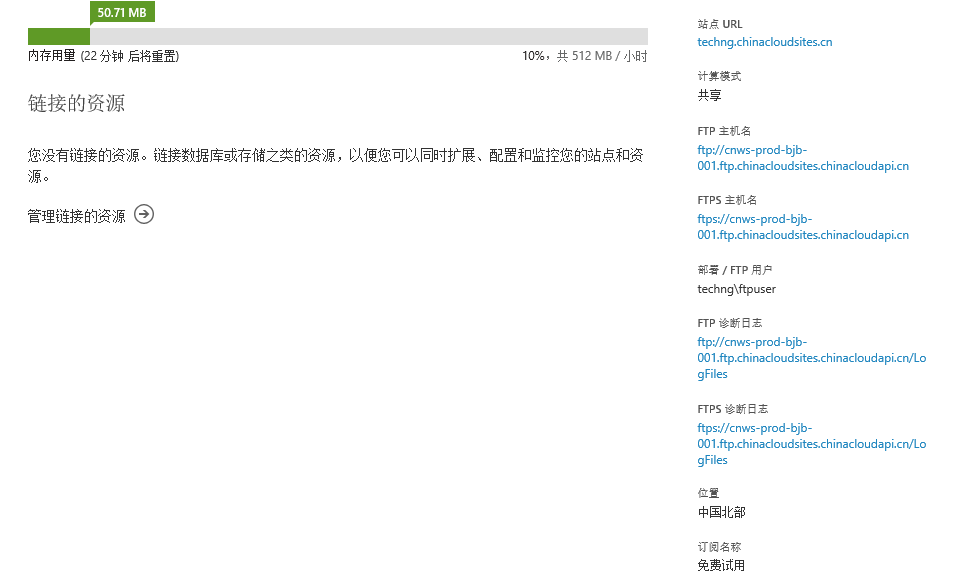 50.71 MB
内存用量 (22 分钟 后将重置)
10%，共 512 MB / 小时
链接的资源
您没有链接的资源。链接数据库或存储之类的资源，以便您可以同时扩展、配置和监控您的站点和资
源。
管理链接的资源
站点 URL
techng.chinacloudsites.cn
计算模式
共享
FTP 主机名
ftp://cnws-prod-bjb-
001.ftp.chinacloudsites.chinacloudapi.cn
FTPS 主机名
ftps://cnws-prod-bjb-
001.ftp.chinacloudsites.chinacloudapi.cn
部署 / FTP 用户
techng\ftpuser
FTP 诊断日志
ftp://cnws-prod-bjb-
001.ftp.chinacloudsites.chinacloudapi.cn/Lo
gFiles
FTPS 诊断日志
ftps://cnws-prod-bjb-
001.ftp.chinacloudsites.chinacloudapi.cn/Lo
gFiles
位置
中国北部
订阅名称
免费试用